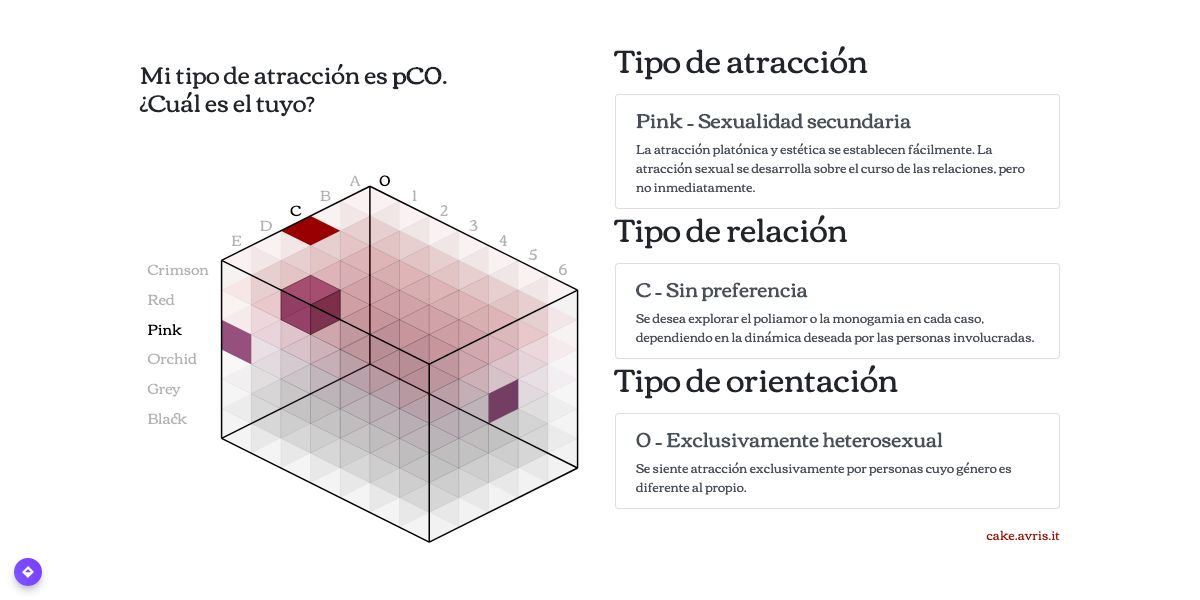 Mi tipo de atracción es pC0.
¿Cuál es el tuyo?
A
0
B
1
C
2
D
3
E
4
5
6
Crimson
Red
Pink
Orchid
Grey
Black
Tipo de atracción
Pink - Sexualidad secundaria
La atracción platónica y estética se establecen fácilmente. La
atracción sexual se desarrolla sobre el curso de las relaciones, pero
no inmediatamente.
Tipo de relación
C - Sin preferencia
Se desea explorar el poliamor o la monogamia en cada caso,
dependiendo en la dinámica deseada por las personas involucradas.
Tipo de orientación
0 - Exclusivamente heterosexual
Se siente atracción exclusivamente por personas cuyo género es
diferente al propio.
cake.avris.it